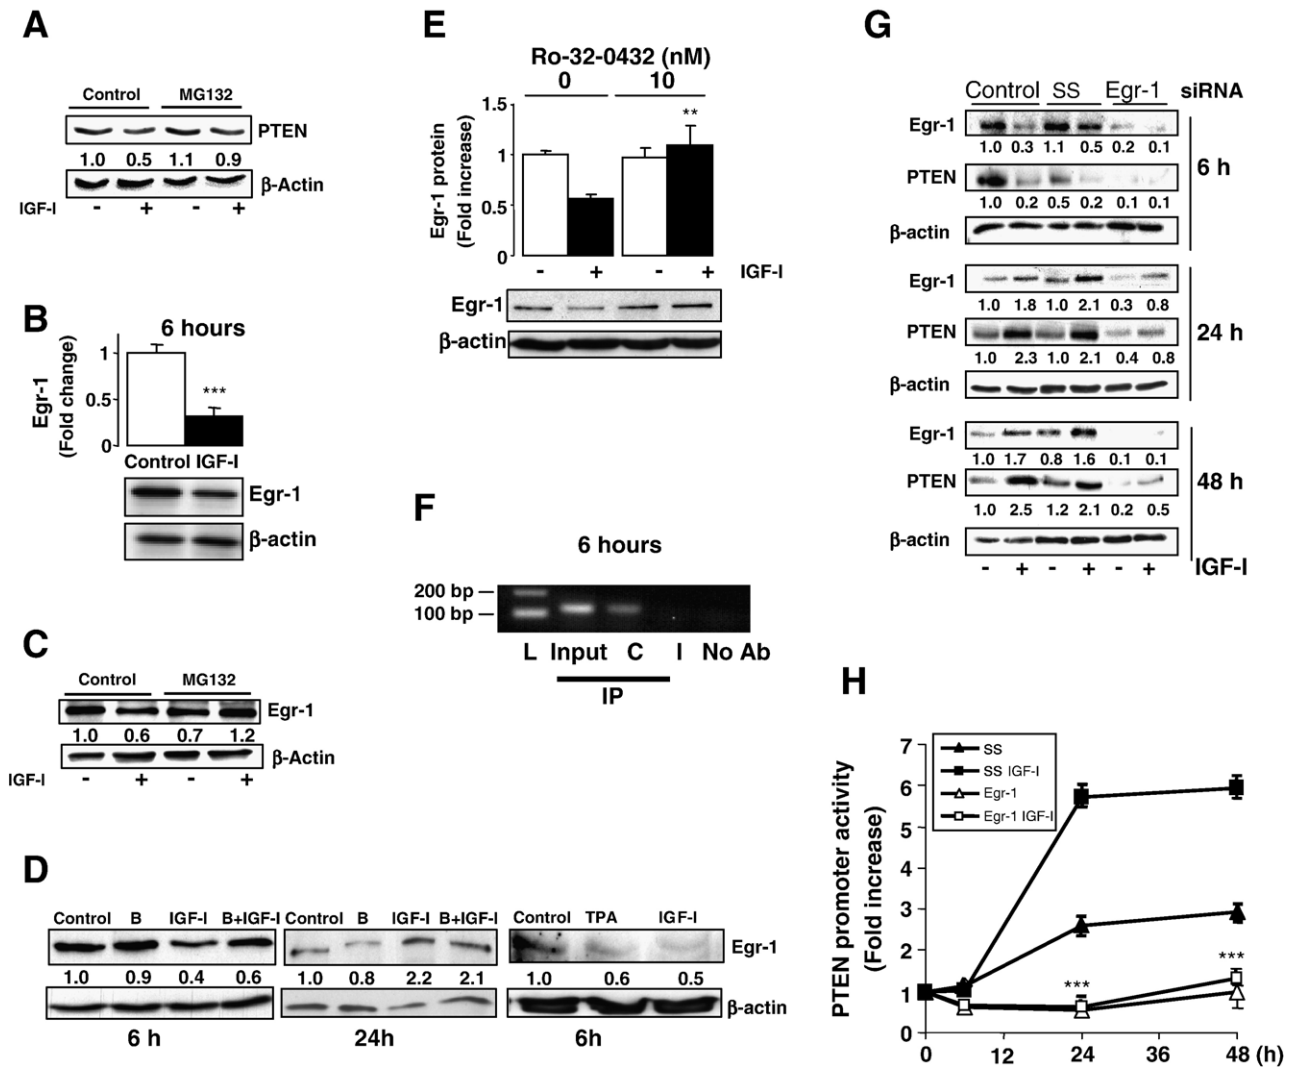 A
Control MG132
PTEN
1.0 0.5 1.1 0.9
β-Actin
IGF-I - + - +
B
6 hours
Egr-1
(Fold change)
1
0.5
0
***
Control IGF-I
Egr-1
β-actin
C
Control MG132
Egr-1
1.0 0.6 0.7 1.2
β-Actin
IGF-I - + - +
D
Control B IGF-I B+IGF-I Control B IGF-I B+IGF-I Control TPA IGF-I
Egr-1
1.0 0.9 0.4 0.6 1.0 0.8 2.2 2.1 1.0 0.6 0.5
β-actin
6 h 24h 6h
E
Ro-32-0432 (nM)
0 10
Egr-1 protein
(Fold increase)
1.5
1
0.5
0
**
- + - + IGF-I
Egr-1
β-actin
F
6 hours
200 bp
100 bp
L Input C I No Ab
IP
G
Control SS Egr-1 siRNA
Egr-1
1.0 0.3 1.1 0.5 0.2 0.1
PTEN
6 h
1.0 0.2 0.5 0.2 0.1 0.1
β-actin
Egr-1
1.0 1.8 1.0 2.1 0.3 0.8
PTEN
24 h
1.0 2.3 1.0 2.1 0.4 0.8
β-actin
Egr-1
1.0 1.7 0.8 1.6 0.1 0.1
PTEN
48 h
1.0 2.5 1.2 2.1 0.2 0.5
β-actin
- + - + - + IGF-I
H
PTEN promoter activity
(Fold increase)
7
6
5
4
3
2
1
0
SS
SS IGF-I
Egr-1
Egr-1 IGF-I
***
***
0 12 24 36 48 (h)